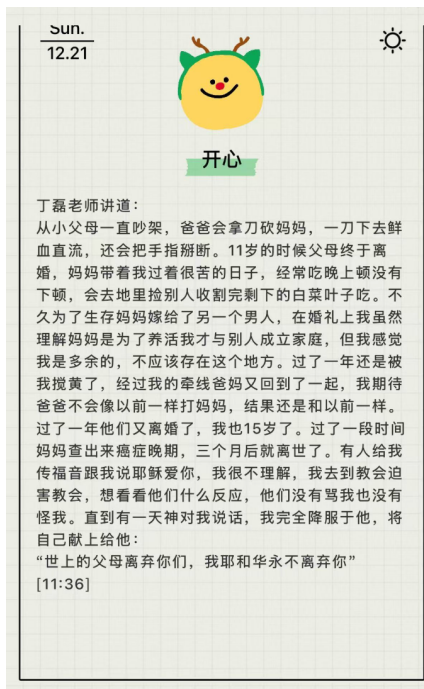 Sun.
12.21
开心
丁磊老师讲道：
从小父母一直吵架，爸爸会拿刀砍妈妈，一刀下去鲜
血直流，还会把手指掰断。11岁的时候父母终于离
婚，妈妈带着我过着很苦的日子，经常吃晚上顿没有
下顿，会去地里捡别人收割完剩下的白菜叶子吃。不
久为了生存妈妈嫁给了另一个男人，在婚礼上我虽然
理解妈妈是为了养活我才与别人成立家庭，但我感觉
我是多余的，不应该存在这个地方。过了一年还是被
我搅黄了，经过我的牵线爸妈又回到了一起，我期待
爸爸不会像以前一样打妈妈，结果还是和以前一样。
过了一年他们又离婚了，我也15岁了。过了一段时间
妈妈查出来癌症晚期，三个月后就离世了。有人给我
传福音跟我说耶稣爱你，我很不理解，我去到教会迫
害教会，想看看他们什么反应，他们没有骂我也没有
怪我。直到有一天神对我说话，我完全降服于他，将
自己献上给他：
“世上的父母离弃你们，我耶和华永不离弃你”
[11:36]